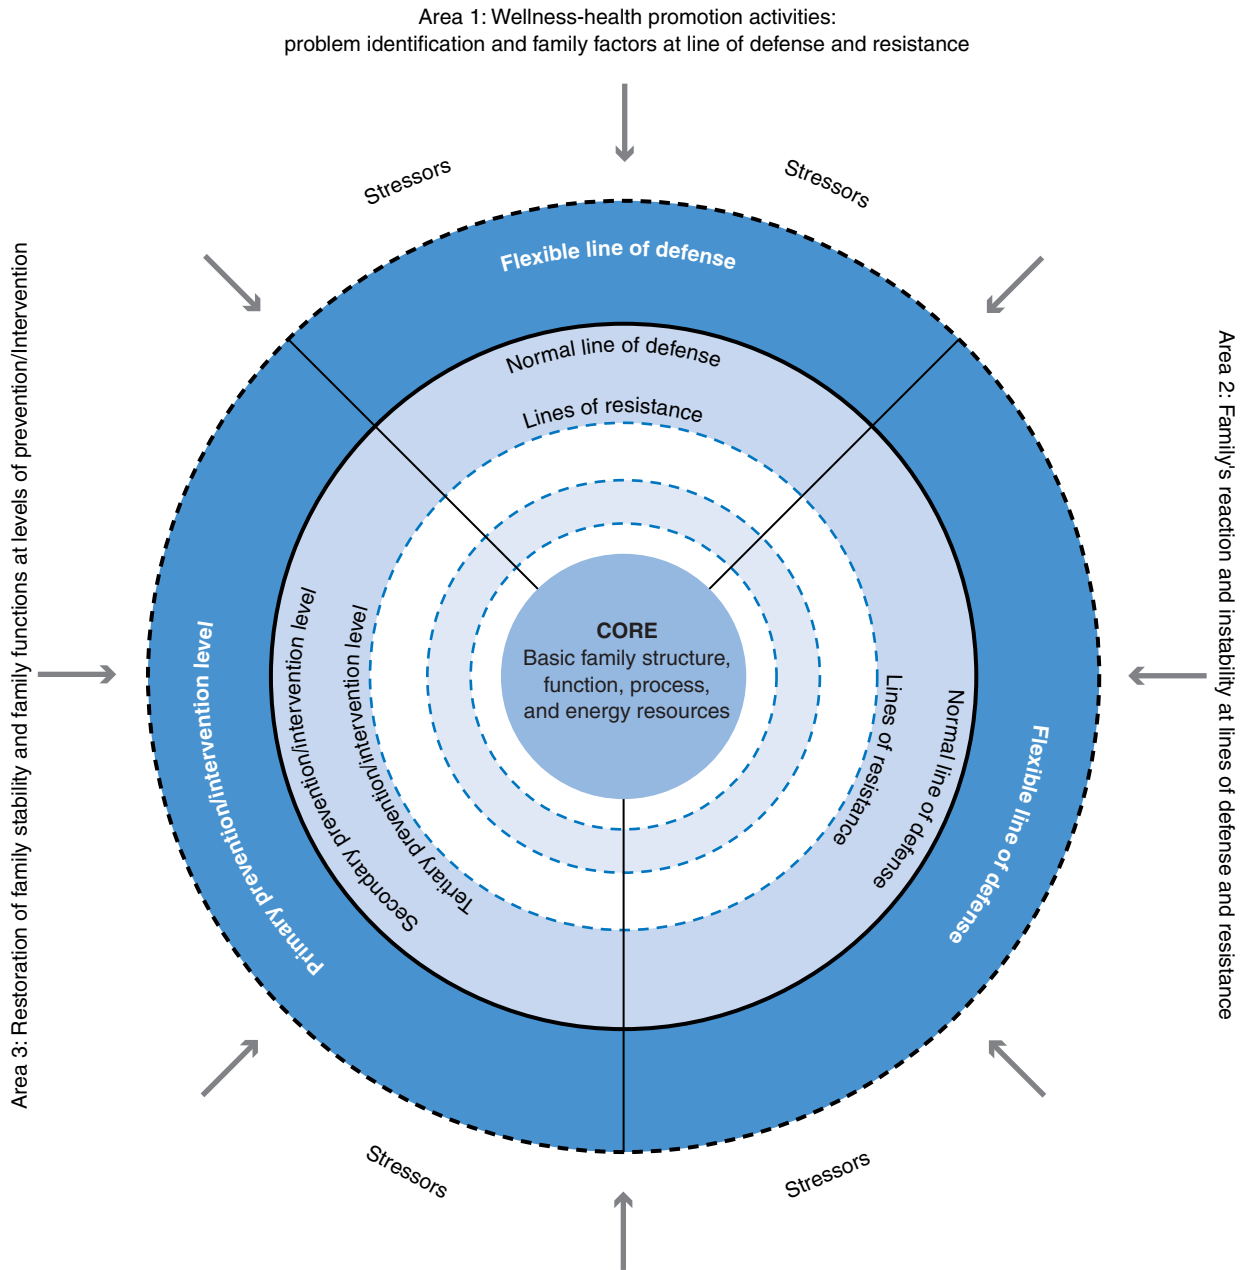 Area 1: Wellness-health promotion activities:
problem identification and family factors at line of defense and resistance
Stressors
Stressors
Flexible line of defense
Normal line of defense
Lines of resistance
Area 3: Restoration of family stability and family functions at levels of prevention/Intervention
Primary prevention/intervention level
Secondary prevention/intervention level
Tertiary prevention/intervention level
CORE
Basic family structure,
function, process,
and energy resources
Lines of resistance
Normal line of defense
Flexible line of defense
Area 2: Family's reaction and instability at lines of defense and resistance
Stressors
Stressors